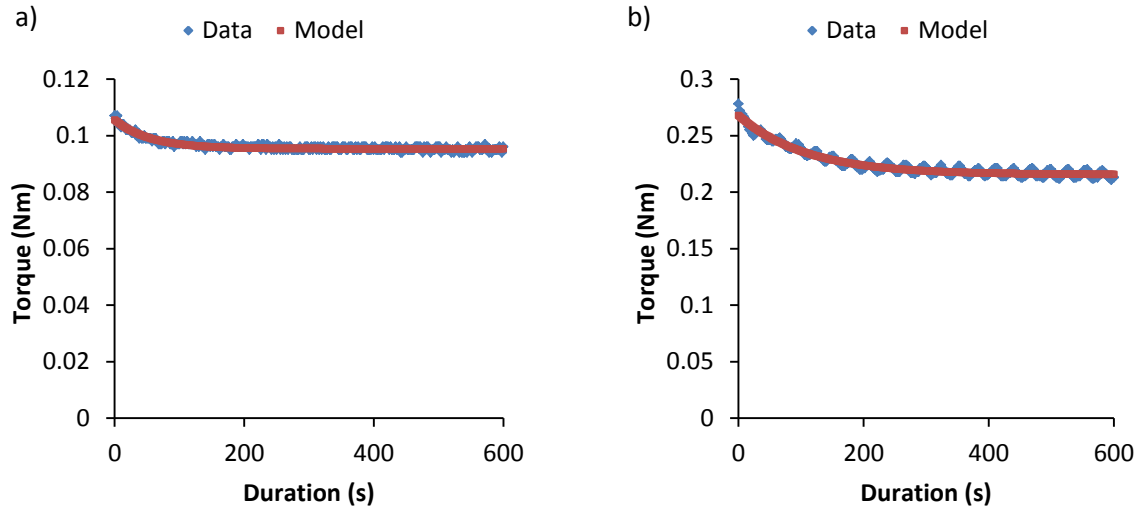 a)
Data Model
0.12
0.1
0.08
0.06
0.04
0.02
0
Torque (Nm)
0 200 400 600
Duration (s)
b)
Data Model
0.3
0.25
0.2
0.15
0.1
0.05
0
Torque (Nm)
0 200 400 600
Duration (s)